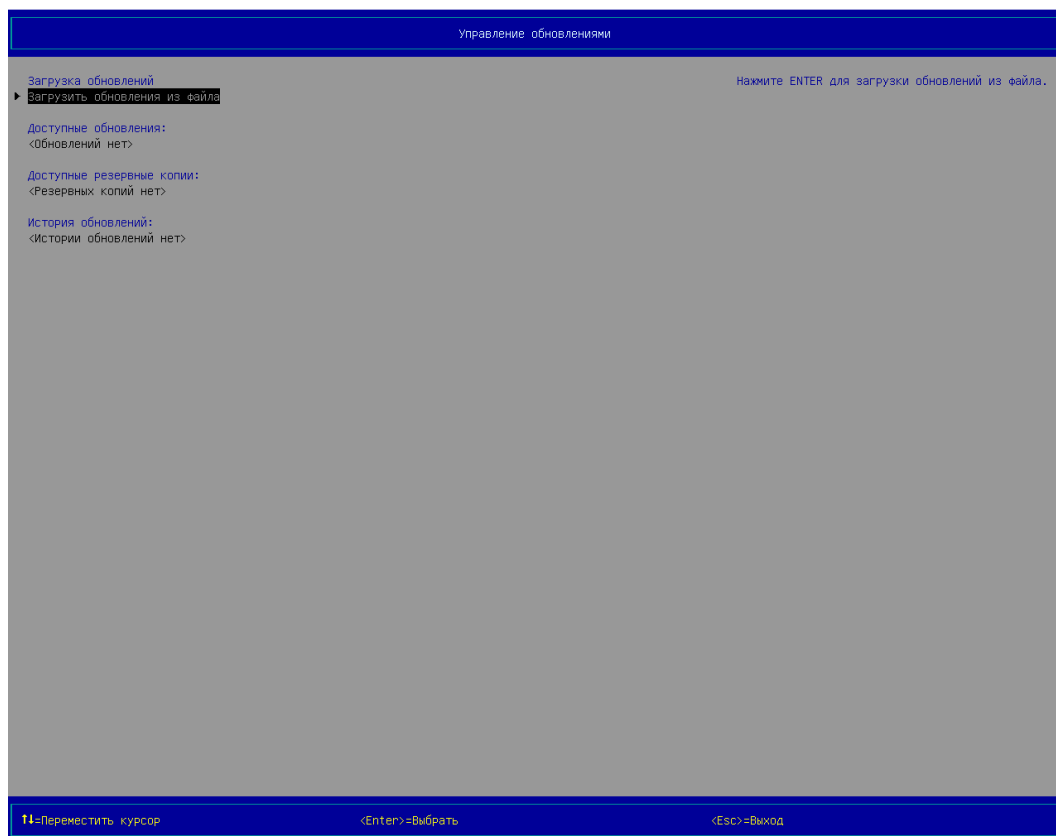 Управление обновлениями
Загрузка обновлений
Нажмите ENTER для загрузки обновлений из файла.
Загрузить обновления из файла
Доступные обновления:
<Обновлений нет>
Доступные резервные копии:
<Резервных копий нет>
История обновлений:
<Истории обновлений нет>
↑↓=Переместить курсор
<Enter>=Выбрать
<Esc>=Выход